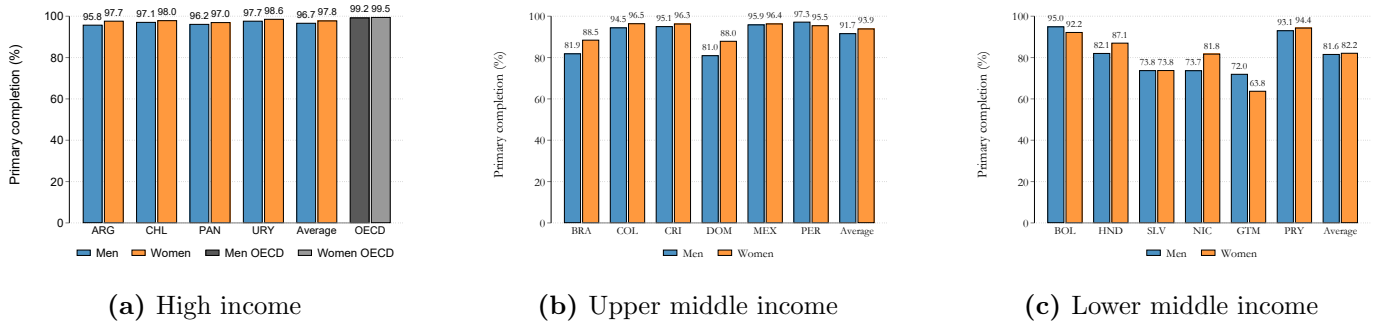 Primary completion (%)
100
80
60
40
20
0
95.8 97.7 97.1 98.0 96.2 97.0 97.7 98.6 96.7 97.8 99.2 99.5
ARG CHL PAN URY Average OECD
Men Women Men OECD Women OECD
(a) High income
Primary completion (%)
100
80
60
40
20
0
81.9 88.5 94.5 96.5 95.1 96.3 81.0 88.0 95.9 96.4 97.3 95.5 91.7 93.9
BRA COL CRI DOM MEX PER Average
Men Women
(b) Upper middle income
Primary completion (%)
100
80
60
40
20
0
95.0 92.2 82.1 87.1 73.8 73.8 73.7 81.8 72.0 63.8 93.1 94.4 81.6 82.2
BOL HND SLV NIC GTM PRY Average
Men Women
(c) Lower middle income